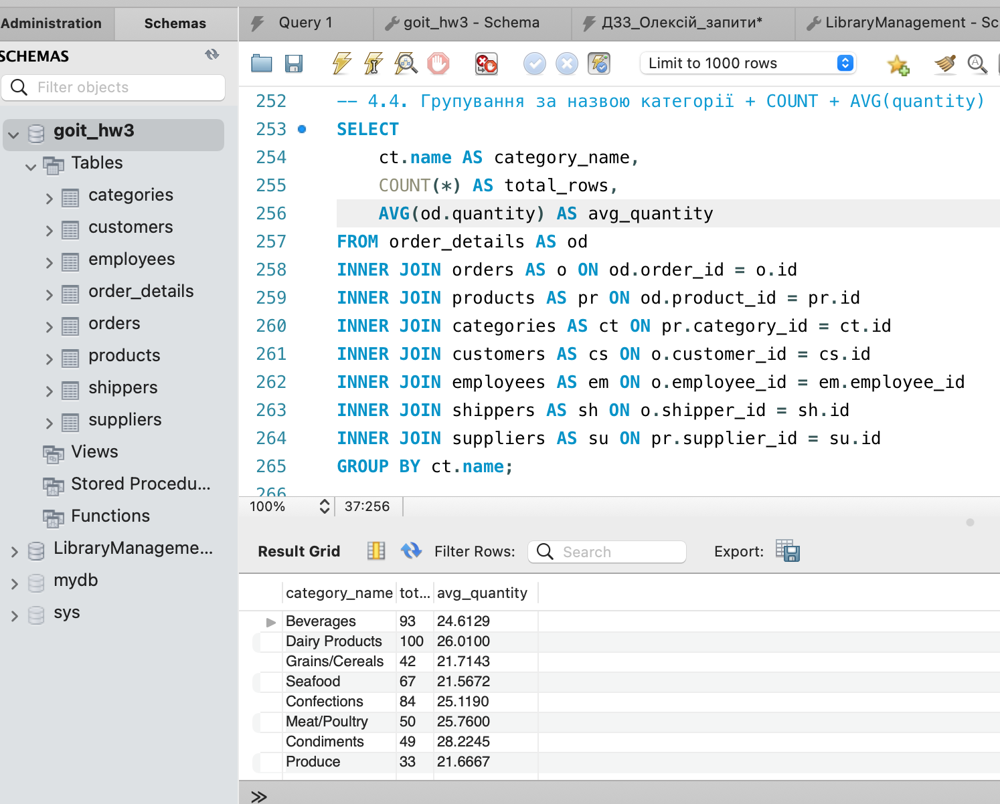 Administration
Schemas
Query 1
goit_hw3 - Schema
ДЗ3_Олексій_запити*
LibraryManagement - Sc
SCHEMAS
Filter objects
goit_hw3
Tables
categories
customers
employees
order_details
orders
products
shippers
suppliers
Views
Stored Procedu...
Functions
LibraryManageme...
mydb
sys
Limit to 1000 rows
252 -- 4.4. Групування за назвою категорії + COUNT + AVG(quantity)
253 SELECT
254 ct.name AS category_name,
255 COUNT(*) AS total_rows,
256 AVG(od.quantity) AS avg_quantity
257 FROM order_details AS od
258 INNER JOIN orders AS o ON od.order_id = o.id
259 INNER JOIN products AS pr ON od.product_id = pr.id
260 INNER JOIN categories AS ct ON pr.category_id = ct.id
261 INNER JOIN customers AS cs ON o.customer_id = cs.id
262 INNER JOIN employees AS em ON o.employee_id = em.employee_id
263 INNER JOIN shippers AS sh ON o.shipper_id = sh.id
264 INNER JOIN suppliers AS su ON pr.supplier_id = su.id
265 GROUP BY ct.name;
266
100% 37:256
Result Grid Filter Rows: Search Export:
category_name tot... avg_quantity
Beverages 93 24.6129
Dairy Products 100 26.0100
Grains/Cereals 42 21.7143
Seafood 67 21.5672
Confections 84 25.1190
Meat/Poultry 50 25.7600
Condiments 49 28.2245
Produce 33 21.6667